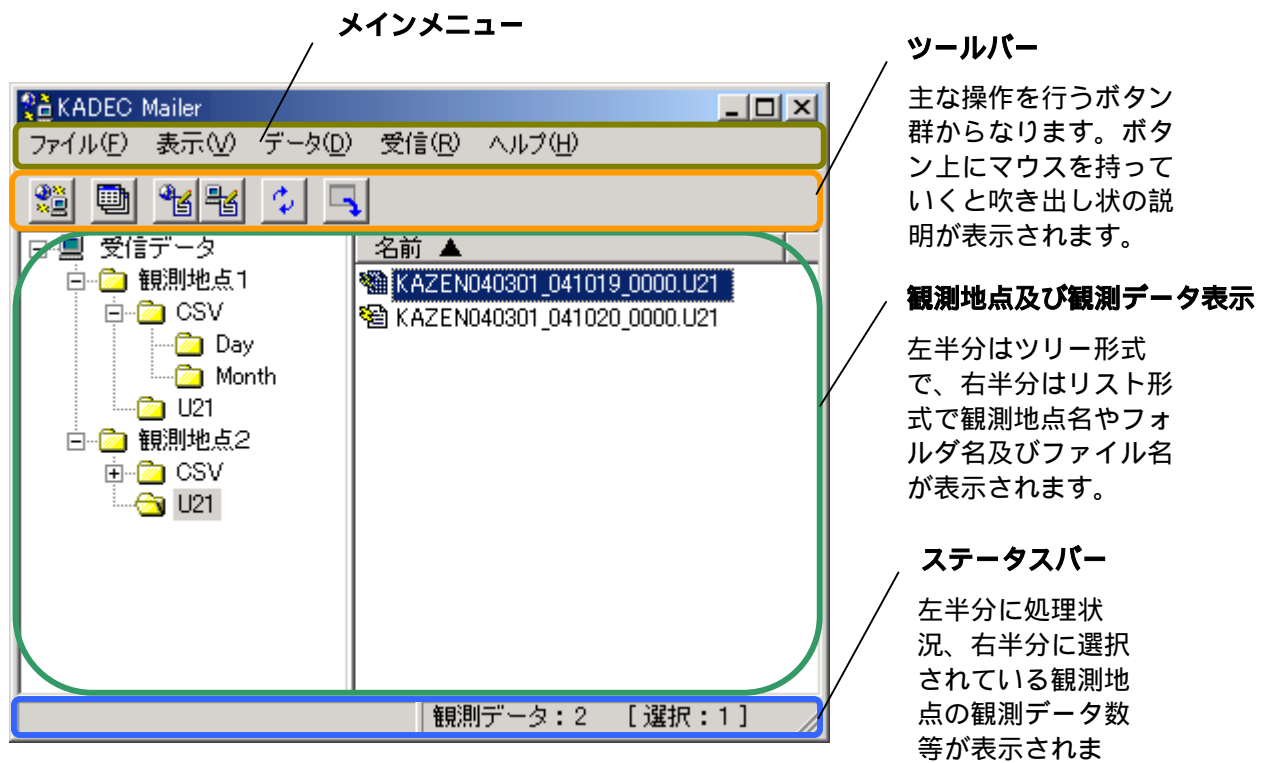 メインメニュー
KADEC Mailer
ファイル(F) 表示(V) データ(D) 受信(R) ヘルプ(H)
受信データ
観測地点1
CSV
Day
Month
U21
観測地点2
CSV
U21
名前 ▲
KAZEN040301_041019_0000.U21
KAZEN040301_041020_0000.U21
観測データ:2 [選択:1]
ツールバー
主な操作を行うボタン
群からなります。ボタ
ン上にマウスを持って
いくと吹き出し状の説
明が表示されます。
観測地点及び観測データ表示
左半分はツリー形式
で、右半分はリスト形
式で観測地点名やフォ
ルダ名及びファイル名
が表示されます。
ステータスバー
左半分に処理状
況、右半分に選択
されている観測地
点の観測データ数
等が表示されま